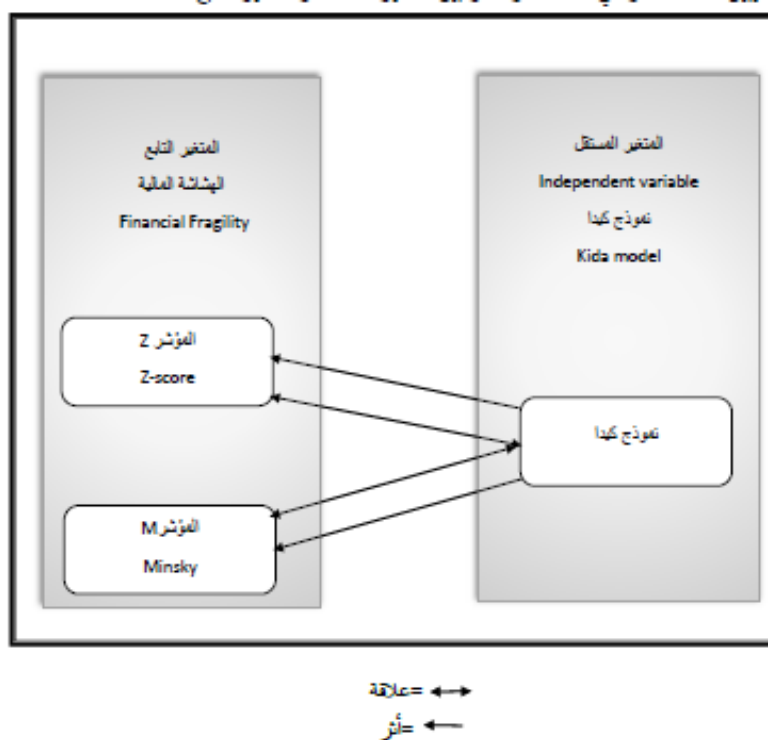 المتغير المستقل
Independent variable
نموذج كيدا
Kida model
نموذج كيدا
المتغير التابع
الهشاشة المالية
Financial Fragility
المؤشر Z
Z-score
المؤشر M
Minsky
علاقة=
أثر=